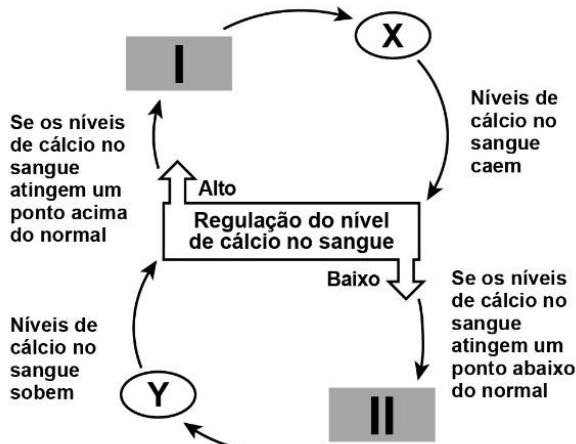 I
X
Níveis de
cálcio no
sangue
caem
Se os níveis
de cálcio no
sangue
atingem um
ponto acima
do normal
Alto
Regulação do nível
de cálcio no sangue
Baixo
Se os níveis
de cálcio no
sangue
atingem um
ponto abaixo
do normal
Níveis de
cálcio no
sangue
sobem
Y
II